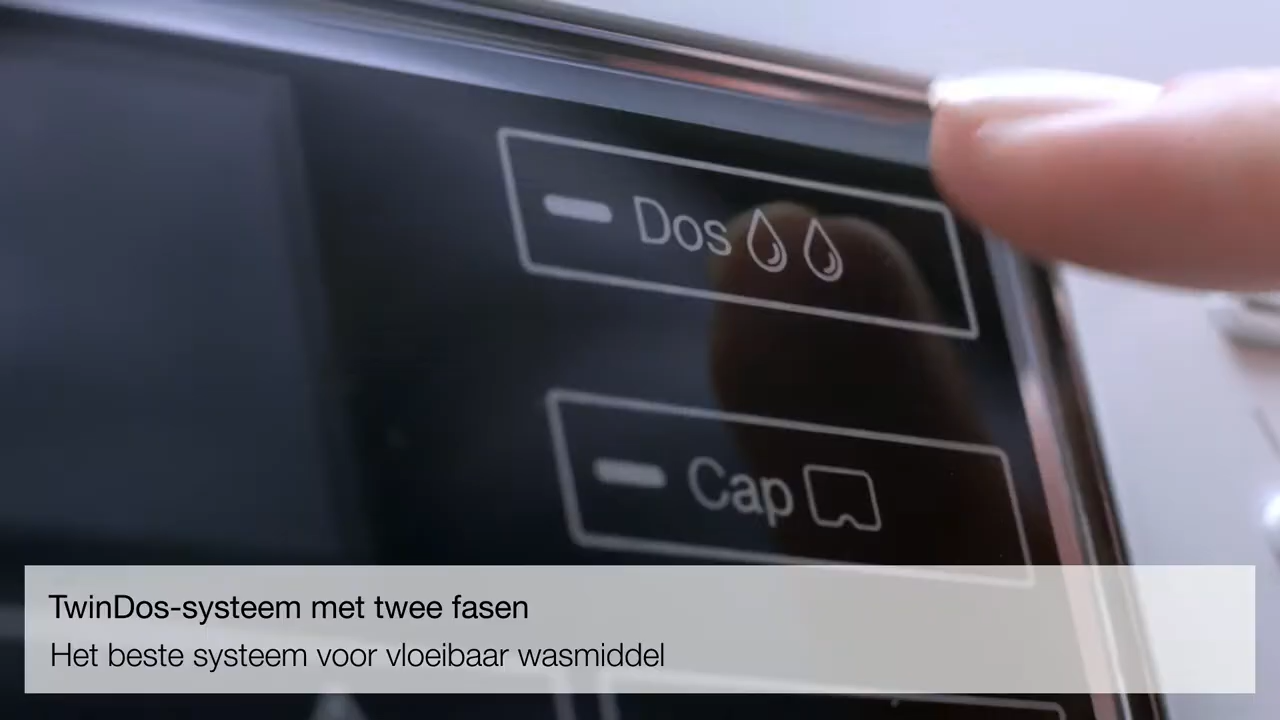 Dos
Cap
TwinDos-systeem met twee fasen
Het beste systeem voor vloeibaar wasmiddel